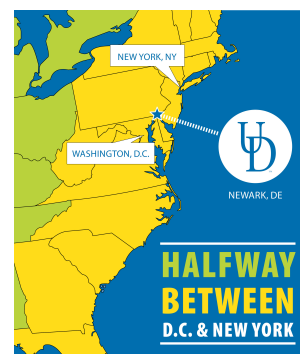 NEW YORK, NY
WASHINGTON, D.C.
UD
NEWARK, DE
HALFWAY
BETWEEN
D.C. & NEW YORK